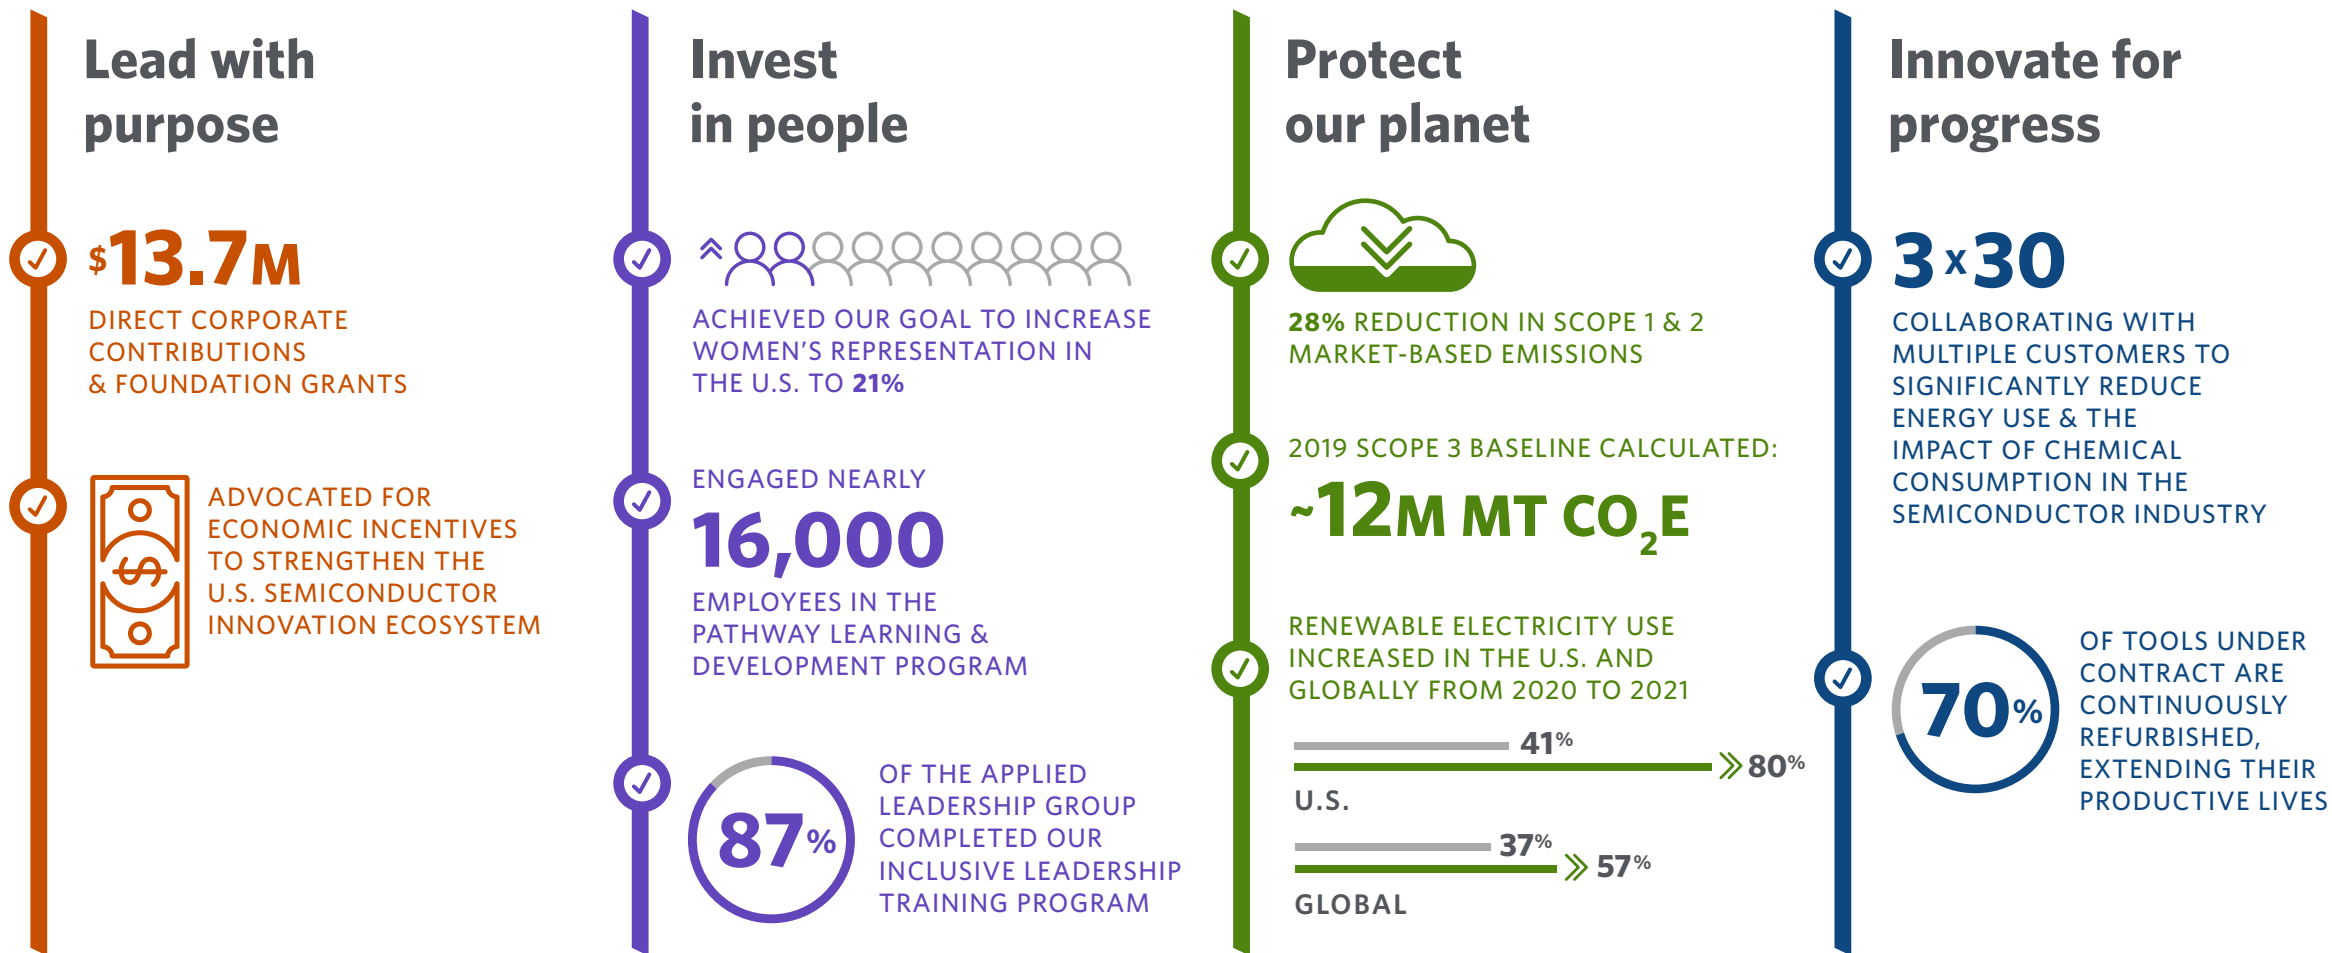 Lead with
purpose
$13.7M
DIRECT CORPORATE
CONTRIBUTIONS
& FOUNDATION GRANTS
$
ADVOCATED FOR
ECONOMIC INCENTIVES
TO STRENGTHEN THE
U.S. SEMICONDUCTOR
INNOVATION ECOSYSTEM
Invest
in people
ACHIEVED OUR GOAL TO INCREASE
WOMEN'S REPRESENTATION IN
THE U.S. TO 21%
ENGAGED NEARLY
16,000
EMPLOYEES IN THE
PATHWAY LEARNING &
DEVELOPMENT PROGRAM
87%
OF THE APPLIED
LEADERSHIP GROUP
COMPLETED OUR
INCLUSIVE LEADERSHIP
TRAINING PROGRAM
Protect
our planet
28% REDUCTION IN SCOPE 1 & 2
MARKET-BASED EMISSIONS
2019 SCOPE 3 BASELINE CALCULATED:
~12M MT CO₂E
RENEWABLE ELECTRICITY USE
INCREASED IN THE U.S. AND
GLOBALLY FROM 2020 TO 2021
41%
80%
U.S.
37%
57%
GLOBAL
Innovate for
progress
3 x 30
COLLABORATING WITH
MULTIPLE CUSTOMERS TO
SIGNIFICANTLY REDUCE
ENERGY USE & THE
IMPACT OF CHEMICAL
CONSUMPTION IN THE
SEMICONDUCTOR INDUSTRY
70%
OF TOOLS UNDER
CONTRACT ARE
CONTINUOUSLY
REFURBISHED,
EXTENDING THEIR
PRODUCTIVE LIVES